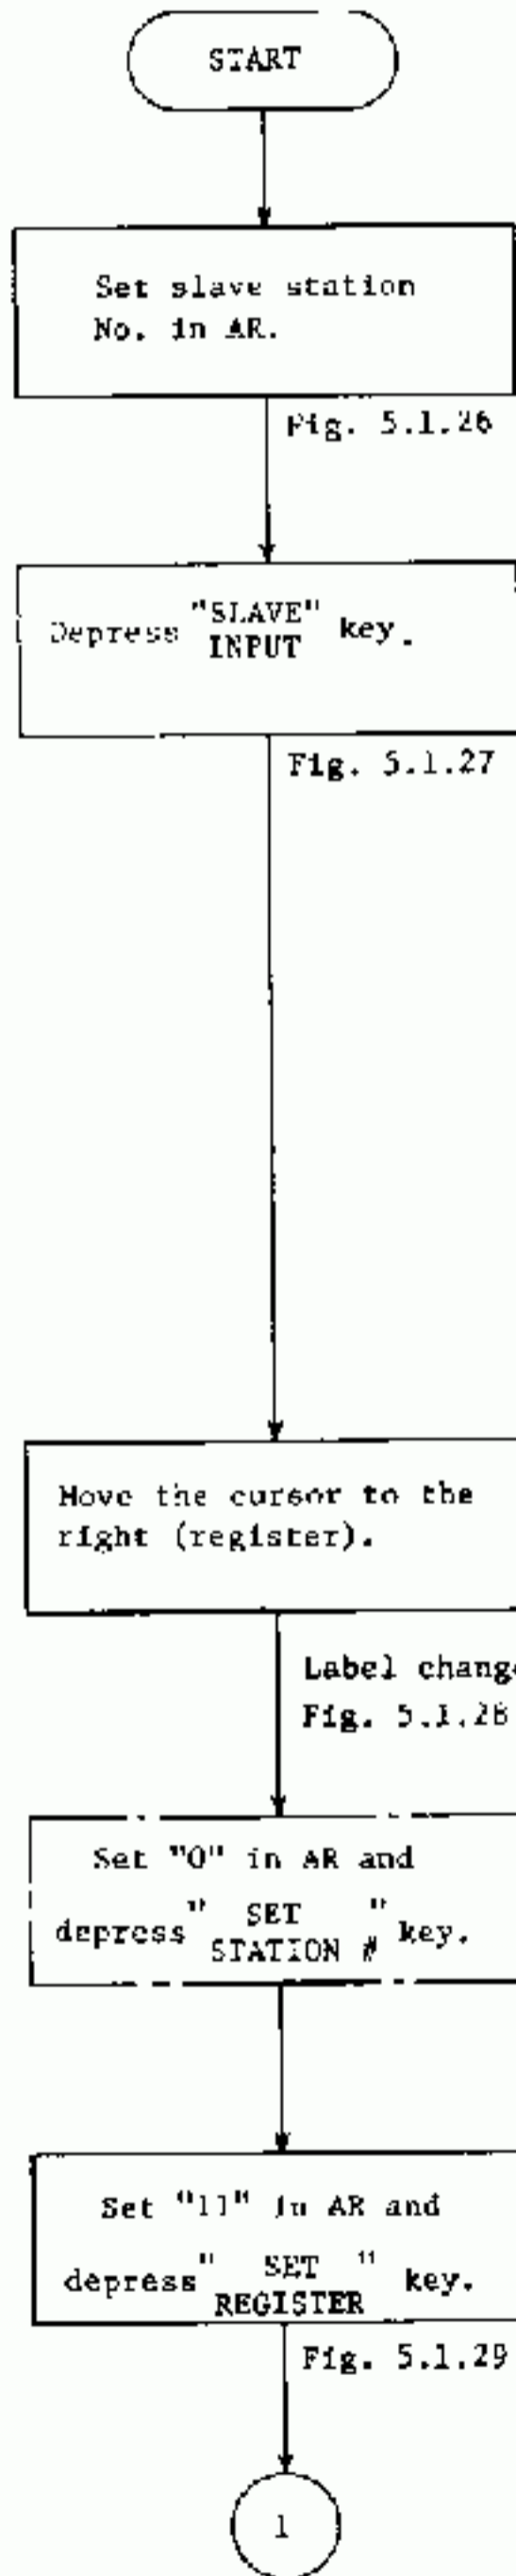 START
Set slave station
No. in AR.
Fig. 5.1.26
Depress "SLAVE INPUT" key.
Fig. 5.1.27
Move the cursor to the
right (register).
Label change
Fig. 5.1.28
Set "0" in AR and
depress " SET STATION # " key.
Set "11" in AR and
depress " SET REGISTER " key.
Fig. 5.1.29
1